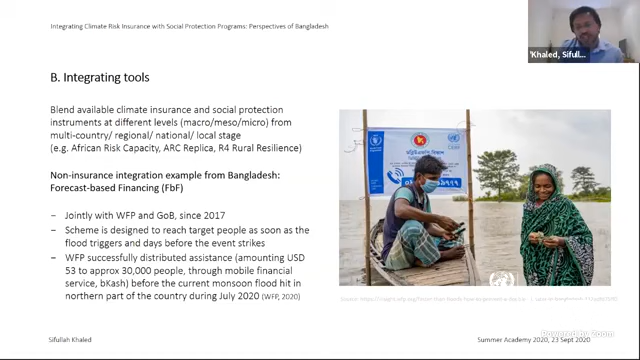 Integrating Climate Risk Insurance with Social Protection Programs: Perspectives of Bangladesh
'Khaled, Sifull...
B. Integrating tools
Blend available climate insurance and social protection
instruments at different levels (macro/meso/micro) from
multi-country/ regional/ national/ local stage
(e.g. African Risk Capacity, ARC Replica, R4 Rural Resilience)
Non-insurance integration example from Bangladesh:
Forecast-based Financing (FbF)
− Jointly with WFP and GoB, since 2017
− Scheme is designed to reach target people as soon as the
flood triggers and days before the event strikes
− WFP successfully distributed assistance (amounting USD
53 to approx 30,000 people, through mobile financial
service, bKash) before the current monsoon flood hit in
northern part of the country during July 2020 (WFP, 2020)
Sifullah Khaled
Summer Academy 2020, 23 Sept 2020
Powered by Zoom